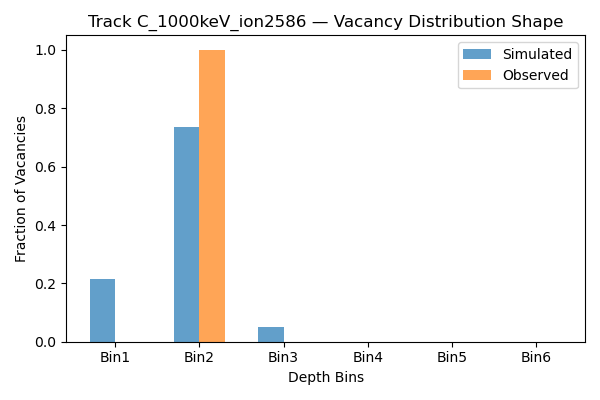 Track C_1000keV_ion2586 — Vacancy Distribution Shape
Simulated
Observed
Fraction of Vacancies
1.0
0.8
0.6
0.4
0.2
0.0
Bin1 Bin2 Bin3 Bin4 Bin5 Bin6
Depth Bins